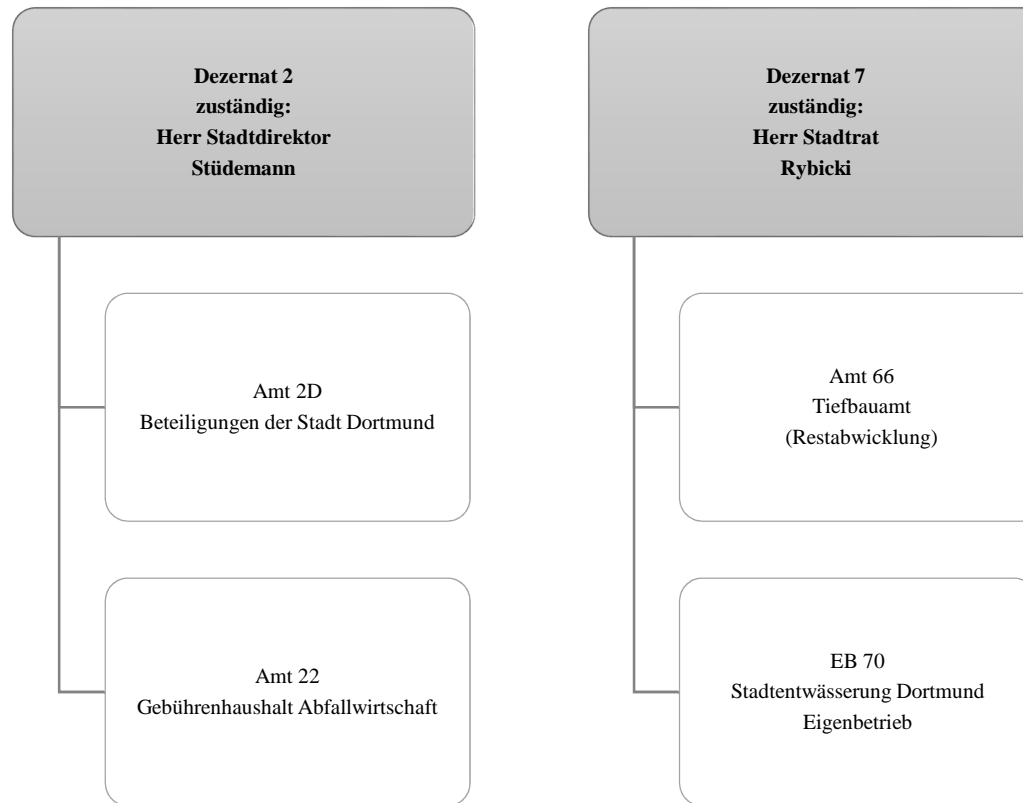 Dezernat 2
zuständig:
Herr Stadtdirektor
Stüdemann
Amt 2D
Beteiligungen der Stadt Dortmund
Amt 22
Gebührenhaushalt Abfallwirtschaft
Dezernat 7
zuständig:
Herr Stadtrat
Rybicki
Amt 66
Tiefbauamt
(Restabwicklung)
EB 70
Stadtentwässerung Dortmund
Eigenbetrieb